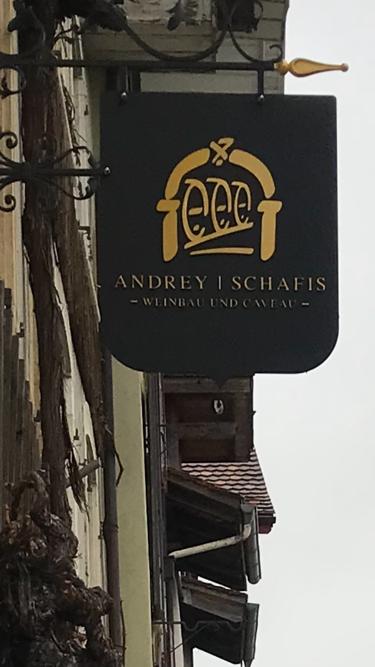 ANDREY | SCHAFIS
– WEINBAU UND CAVEAU –